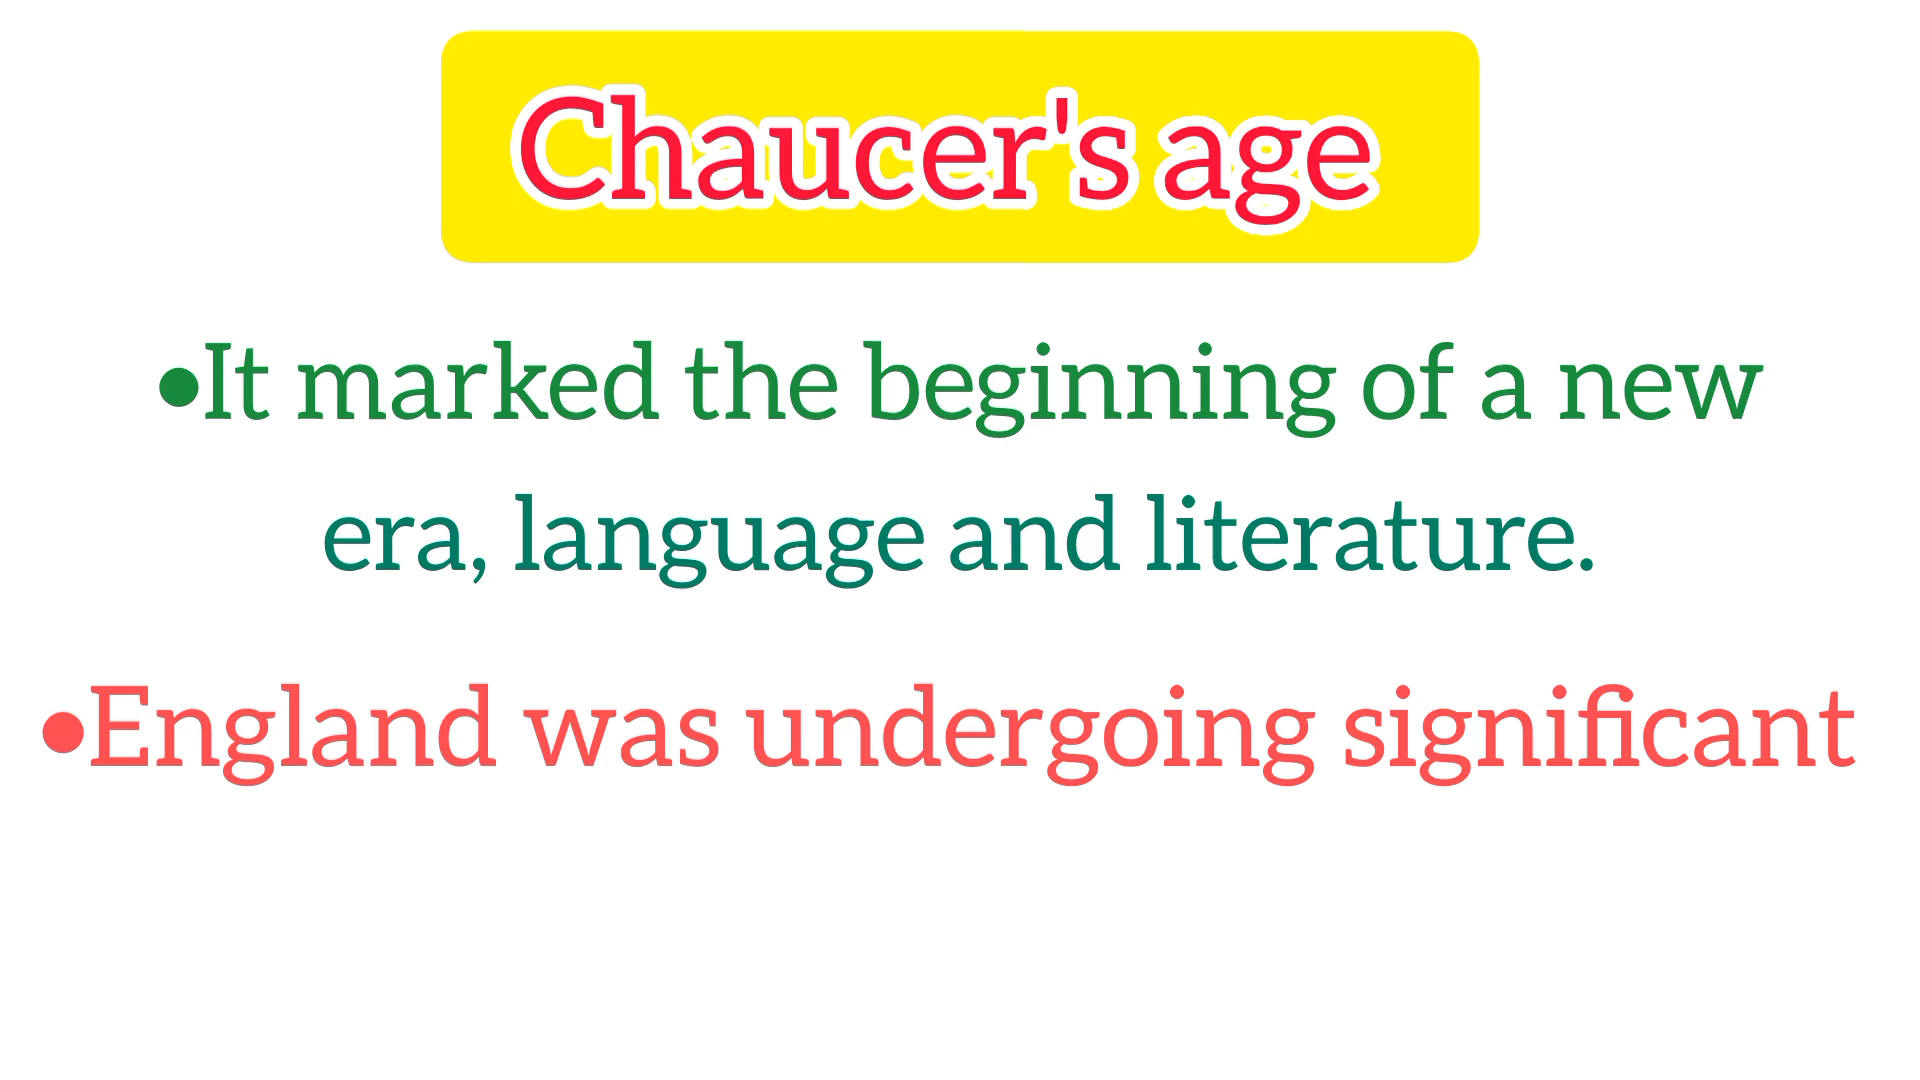 Chaucer's age
•It marked the beginning of a new
era, language and literature.
•England was undergoing significant